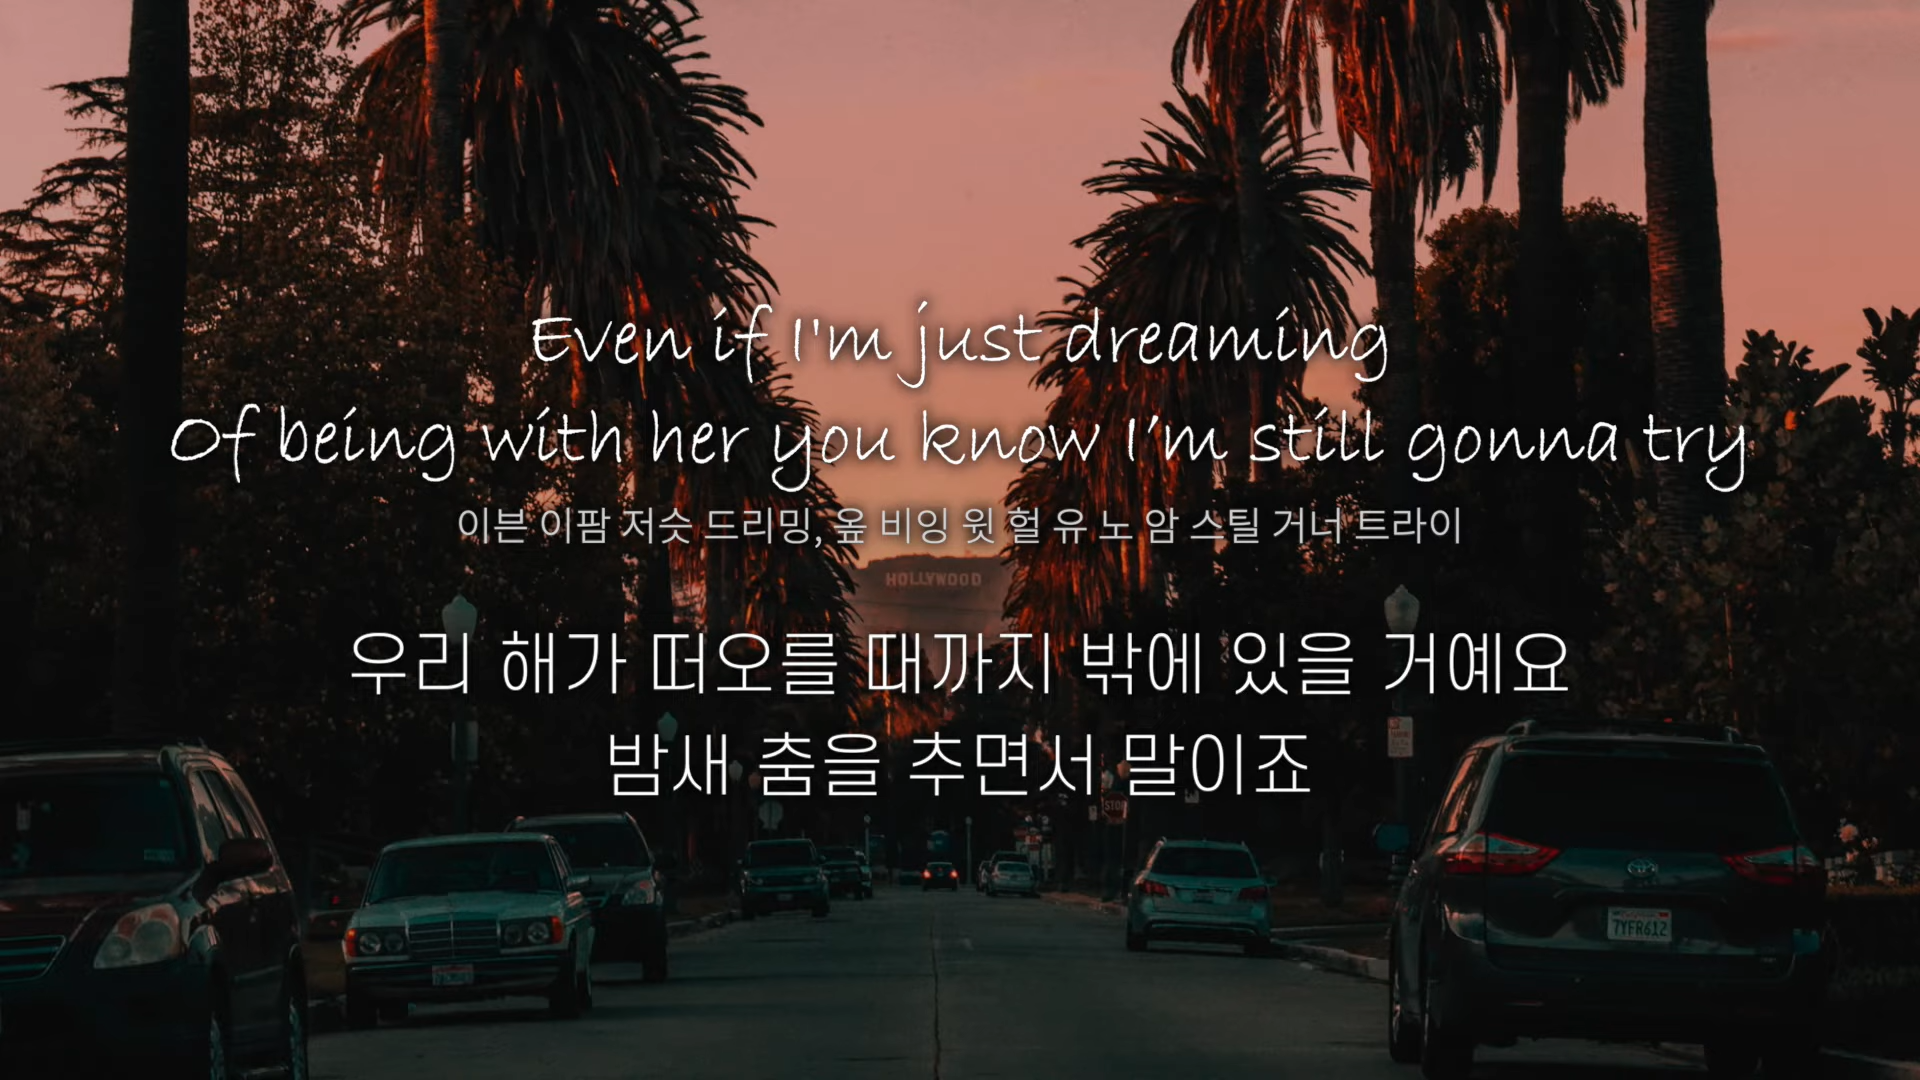 Even if I'm just dreaming
Of being with her you know I'm still gonna try
이븐 이팜 저슷 드리밍, 옾 비잉 윗 헐 유 노 암 스틸 거너 트라이
HOLLYWOOD
우리 해가 떠오를 때까지 밖에 있을 거예요
밤새 춤을 추면서 말이죠
STOP
7YFR612